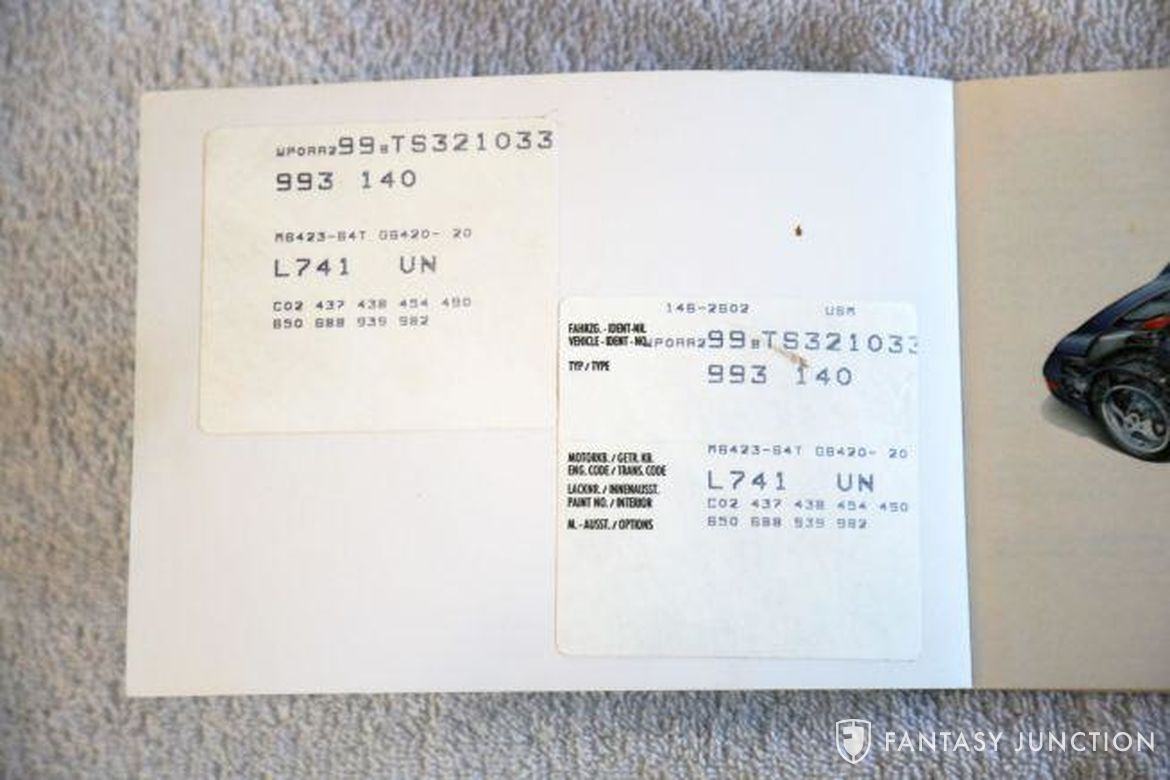 WP0AA2998TS321033
993 140
M6423-64T G6420- 20
L741 UN
C02 437 438 454 490
650 688 939 982
146-2602 USM
FAHRZG. - IDENT-NR.
VEHICLE - IDENT - NO. WP0AA2998TS321033
TYP / TYPE 993 140
MOTORKB. / GETR. KB. M6423-64T G6420- 20
ENG. CODE / TRANS. CODE
LACKNR. / INNENAUSST. L741 UN
PAINT NO. / INTERIOR C02 437 438 454 490
M. - AUSST. / OPTIONS 650 688 939 982
FANTASY JUNCTION